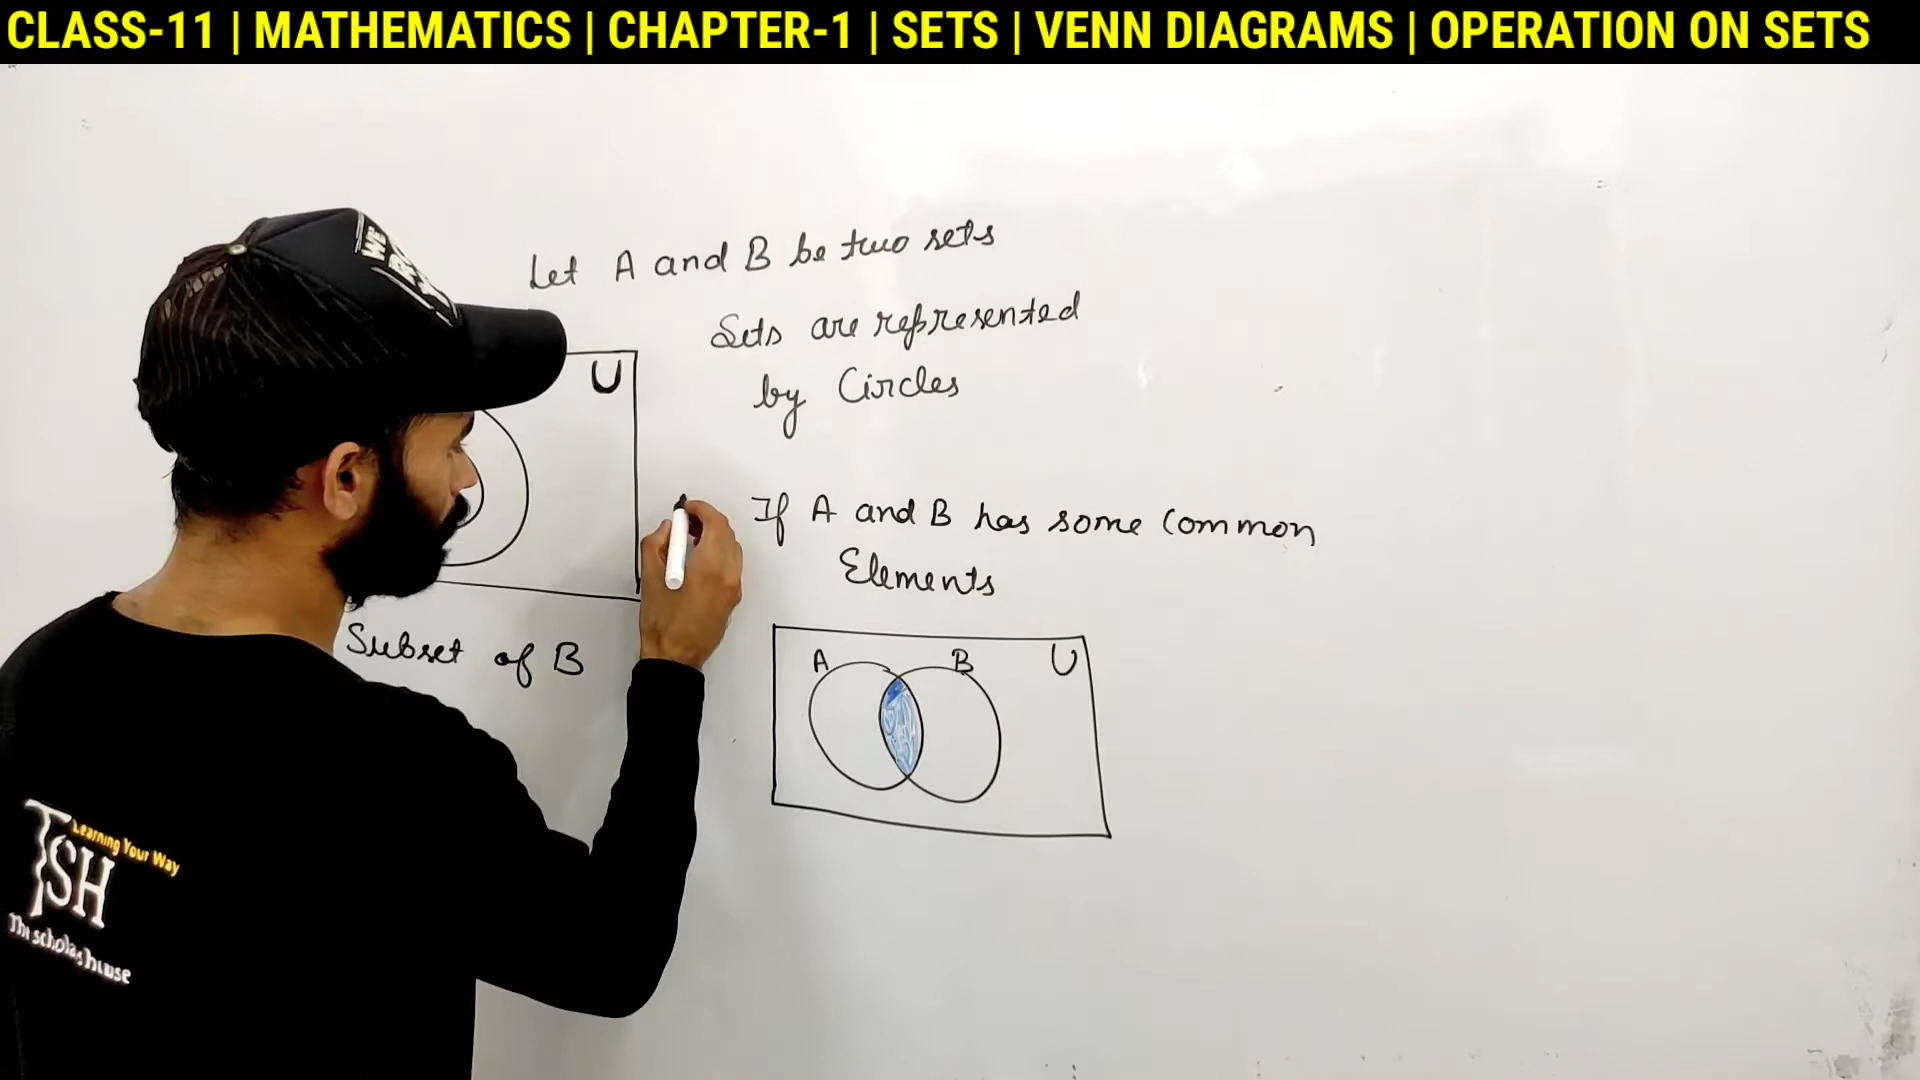 CLASS-11 | MATHEMATICS | CHAPTER-1 | SETS | VENN DIAGRAMS | OPERATION ON SETS
Let A and B be two sets
Sets are represented
by Circles
U
If A and B has some Common
Elements
Subset of B
A B U
WE
Learning Your Way
TSH
The scholars house